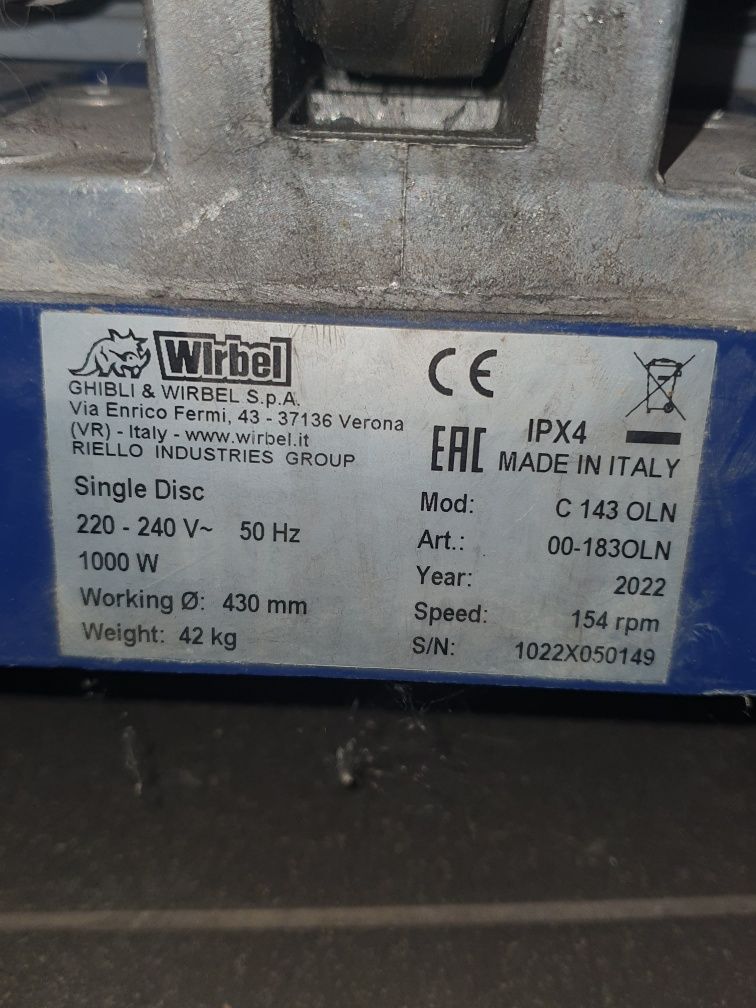 Wirbel
GHIBLI & WIRBEL S.p.A.
Via Enrico Fermi, 43 - 37136 Verona
(VR) - Italy - www.wirbel.it
RIELLO INDUSTRIES GROUP
Single Disc
220 - 240 V~ 50 Hz
1000 W
Working Ø: 430 mm
Weight: 42 kg
CE
EAC IPX4
MADE IN ITALY
Mod: C 143 OLN
Art.: 00-183OLN
Year: 2022
Speed: 154 rpm
S/N: 1022X050149